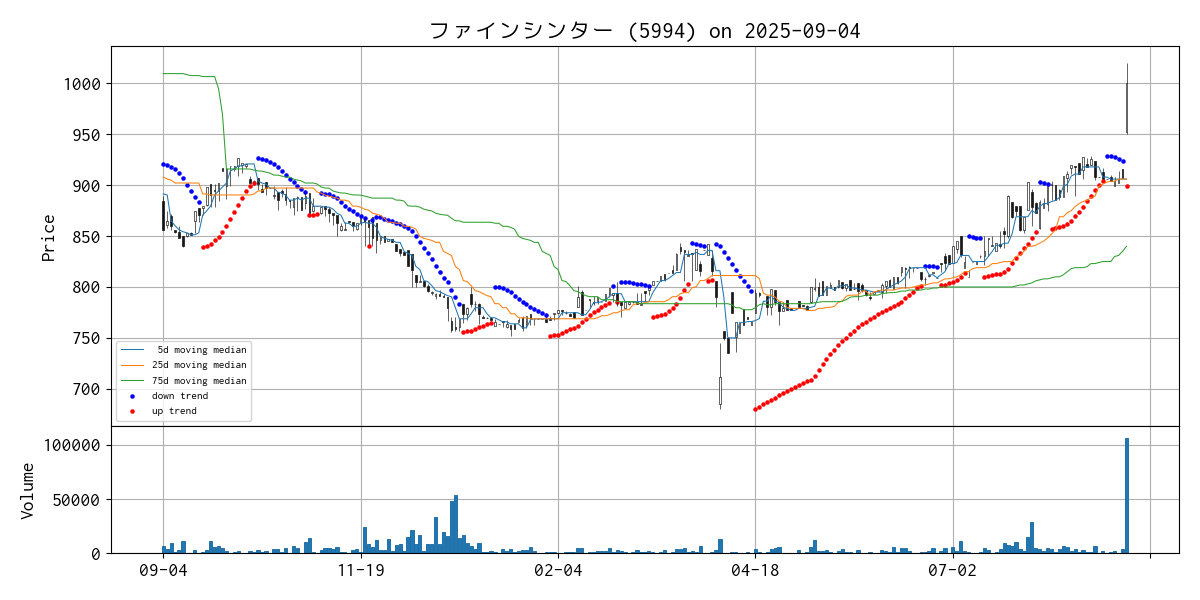 ファインシンター (5994) on 2025-09-04
1000
950
900
850
800
750
700
Price
5d moving median
25d moving median
75d moving median
down trend
up trend
100000
50000
0
Volume
09-04
11-19
02-04
04-18
07-02